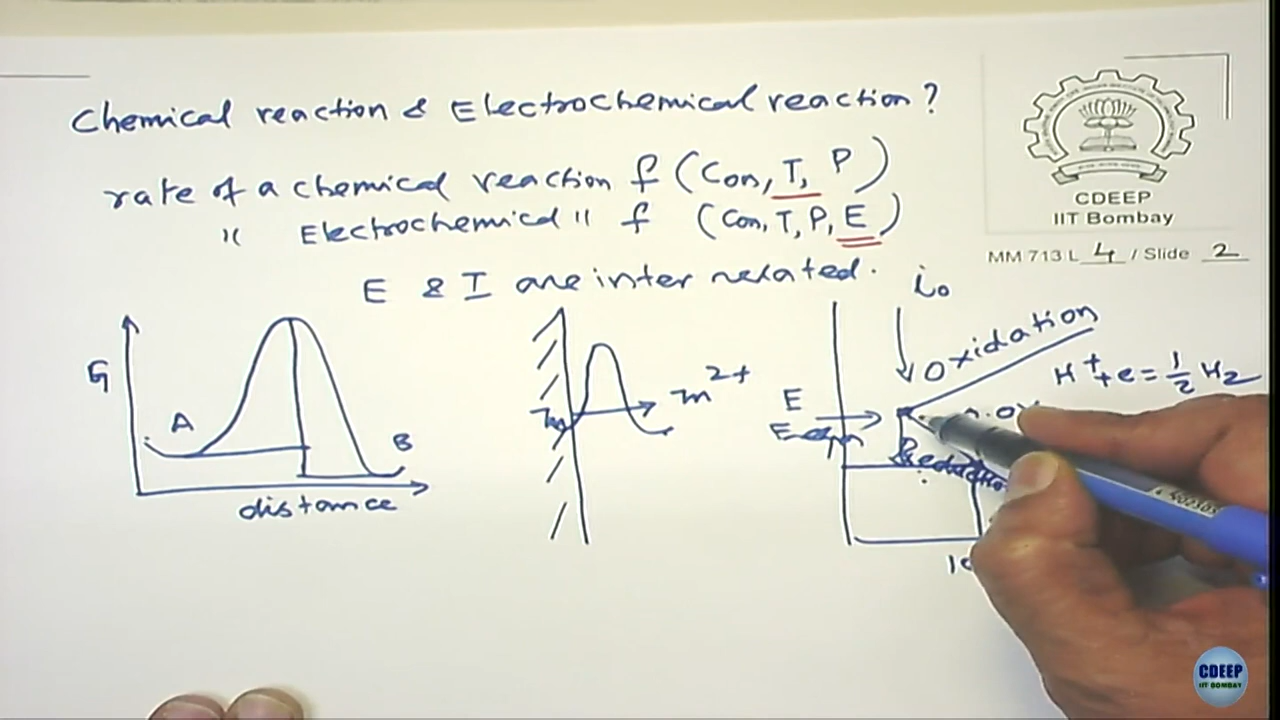 Chemical reaction & Electrochemical reaction?
rate of a chemical reaction f (Con, T, P)
" Electrochemical " f (Con, T, P, E)
E & I are inter related.
CDEEP
IIT Bombay
MM 713 L 4 / Slide 2
G
A
B
distance
m
m2+
i₀
E
Eeqm
Oxidation
H+ + e = 1/2 H2
CDEEP
IIT BOMBAY